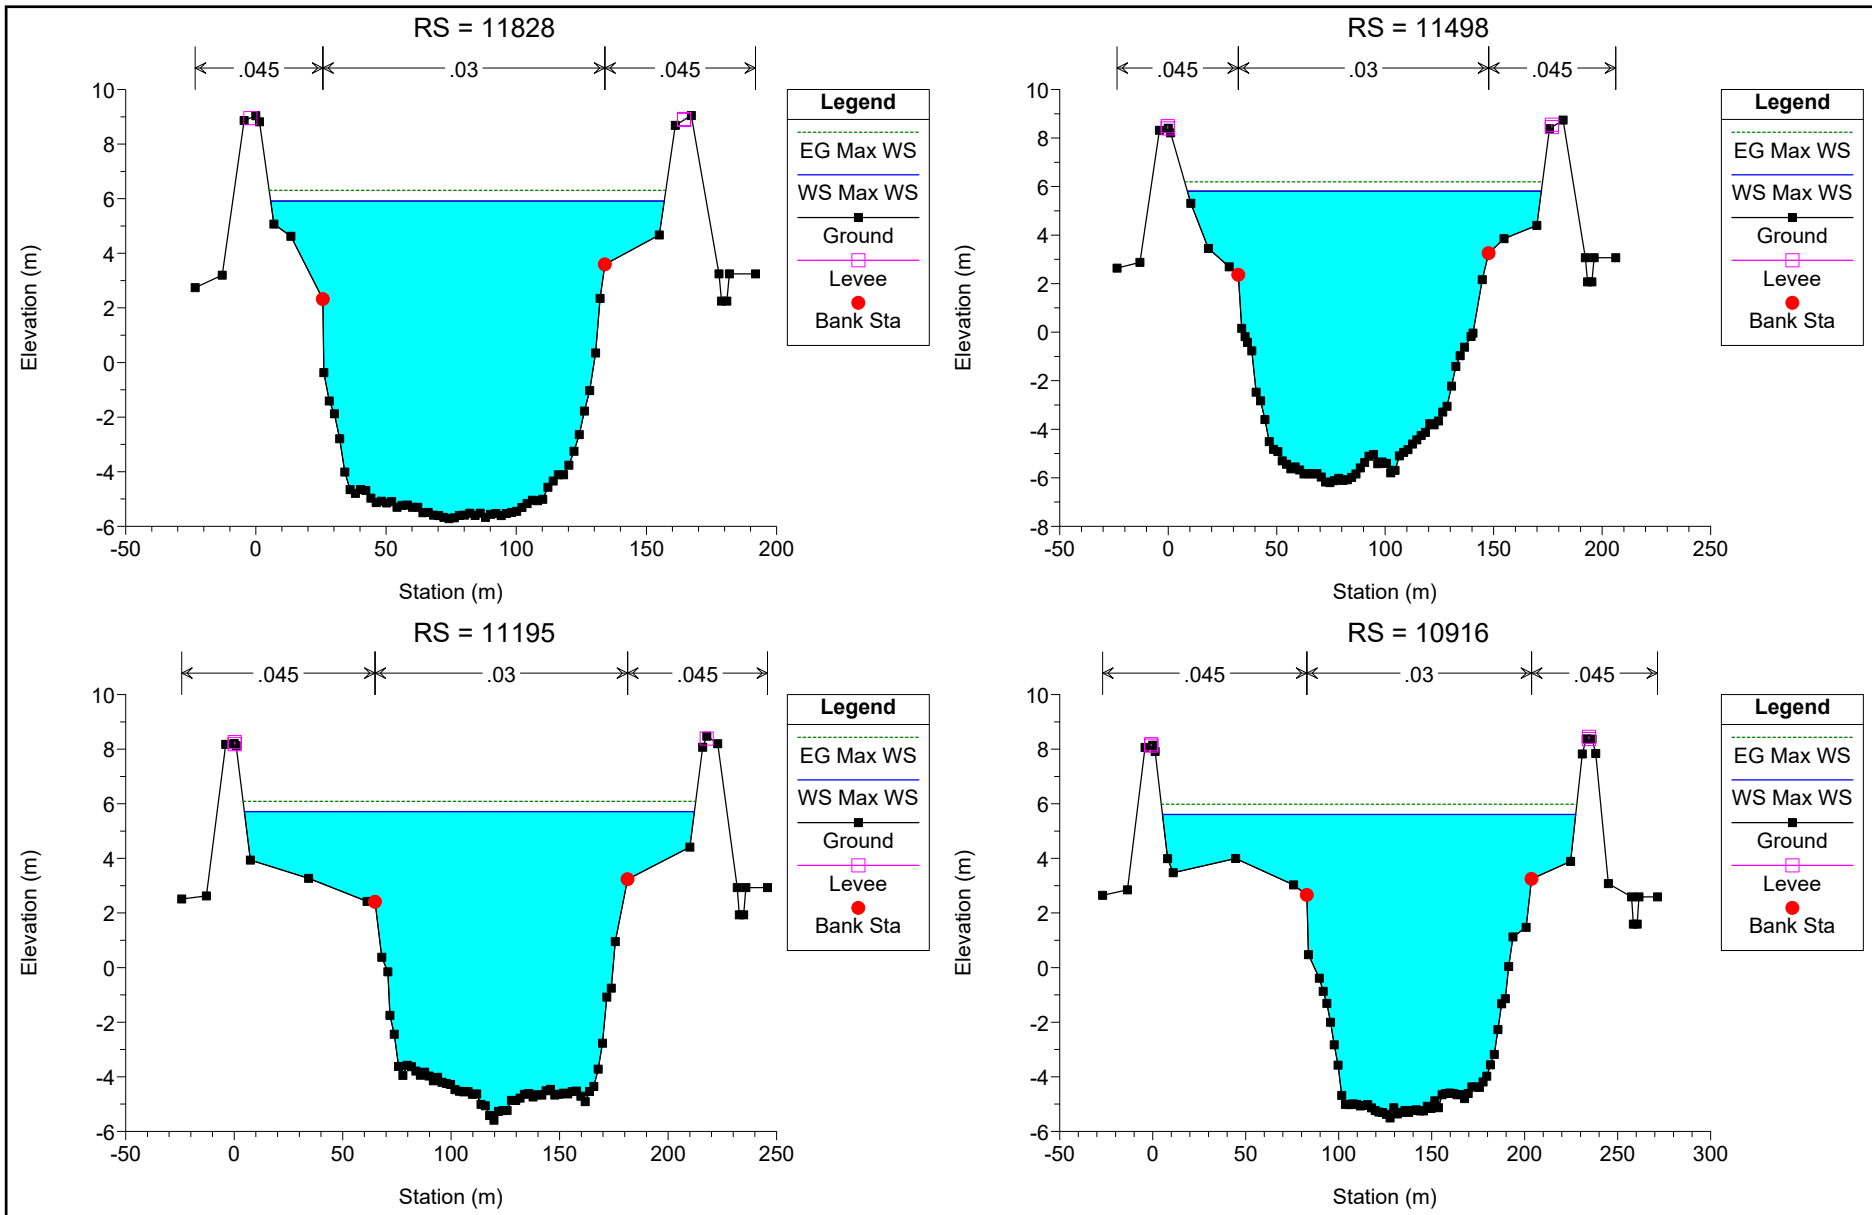 RS = 11828
.045 .03 .045
10
8
6
4
2
0
-2
-4
-6
-50 0 50 100 150 200
Elevation (m)
Station (m)
Legend
EG Max WS
WS Max WS
Ground
Levee
Bank Sta
RS = 11498
.045 .03 .045
10
8
6
4
2
0
-2
-4
-6
-8
-50 0 50 100 150 200 250
Elevation (m)
Station (m)
Legend
EG Max WS
WS Max WS
Ground
Levee
Bank Sta
RS = 11195
.045 .03 .045
10
8
6
4
2
0
-2
-4
-6
-50 0 50 100 150 200 250
Elevation (m)
Station (m)
Legend
EG Max WS
WS Max WS
Ground
Levee
Bank Sta
RS = 10916
.045 .03 .045
10
8
6
4
2
0
-2
-4
-6
-50 0 50 100 150 200 250 300
Elevation (m)
Station (m)
Legend
EG Max WS
WS Max WS
Ground
Levee
Bank Sta